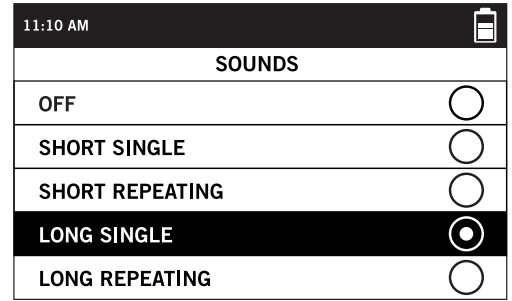 11:10 AM
SOUNDS
OFF
SHORT SINGLE
SHORT REPEATING
LONG SINGLE
LONG REPEATING